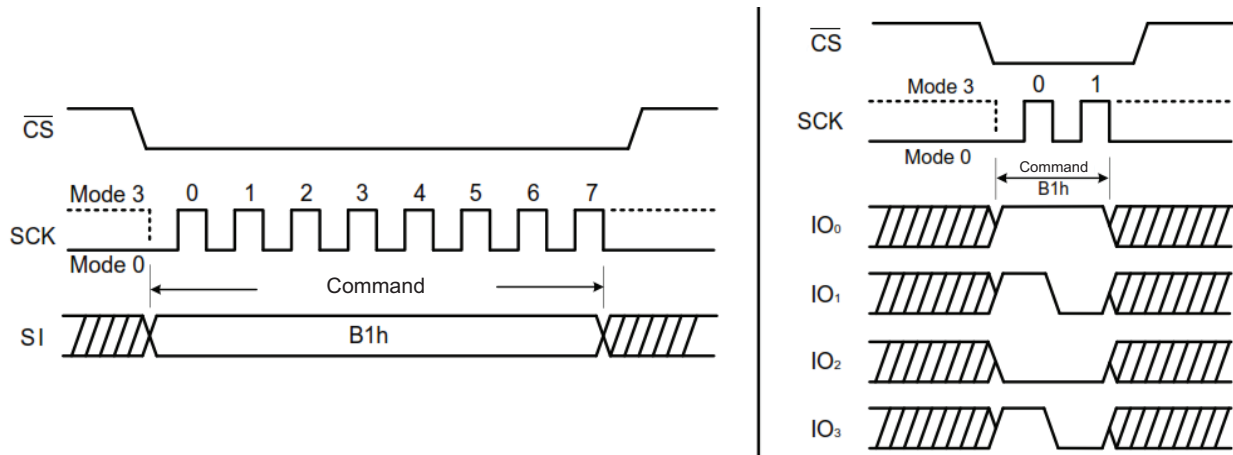 CS
Mode 3 0 1 2 3 4 5 6 7
SCK
Mode 0
Command
SI B1h
CS
Mode 3 0 1
SCK
Mode 0 Command
B1h
IO₀
IO₁
IO₂
IO₃